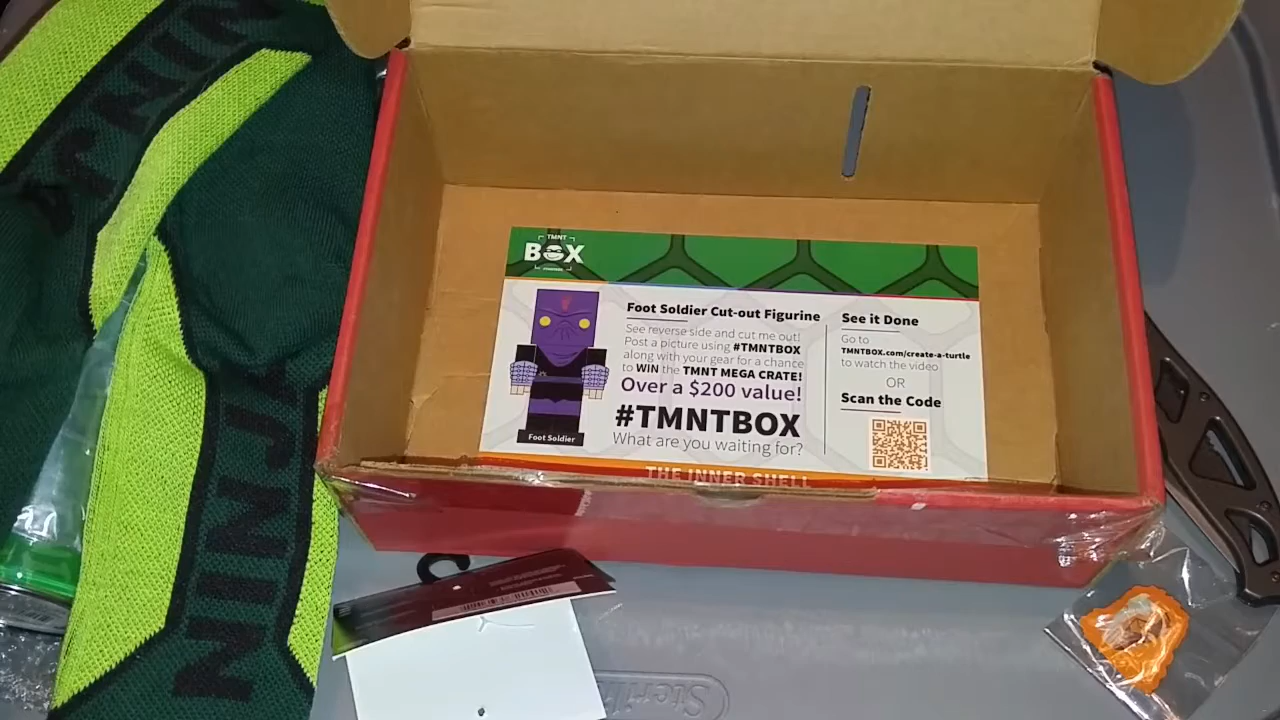 NINJA
NINJA
TMNT
BOX
Foot Soldier Cut-out Figurine
See reverse side and cut me out!
Post a picture using #TMNTBOX
along with your gear for a chance
to WIN the TMNT MEGA CRATE!
Over a $200 value!
#TMNTBOX
What are you waiting for?
Foot Soldier
See it Done
Go to
TMNTBOX.com/create-a-turtle
to watch the video
OR
Scan the Code
THE INNER SHELL